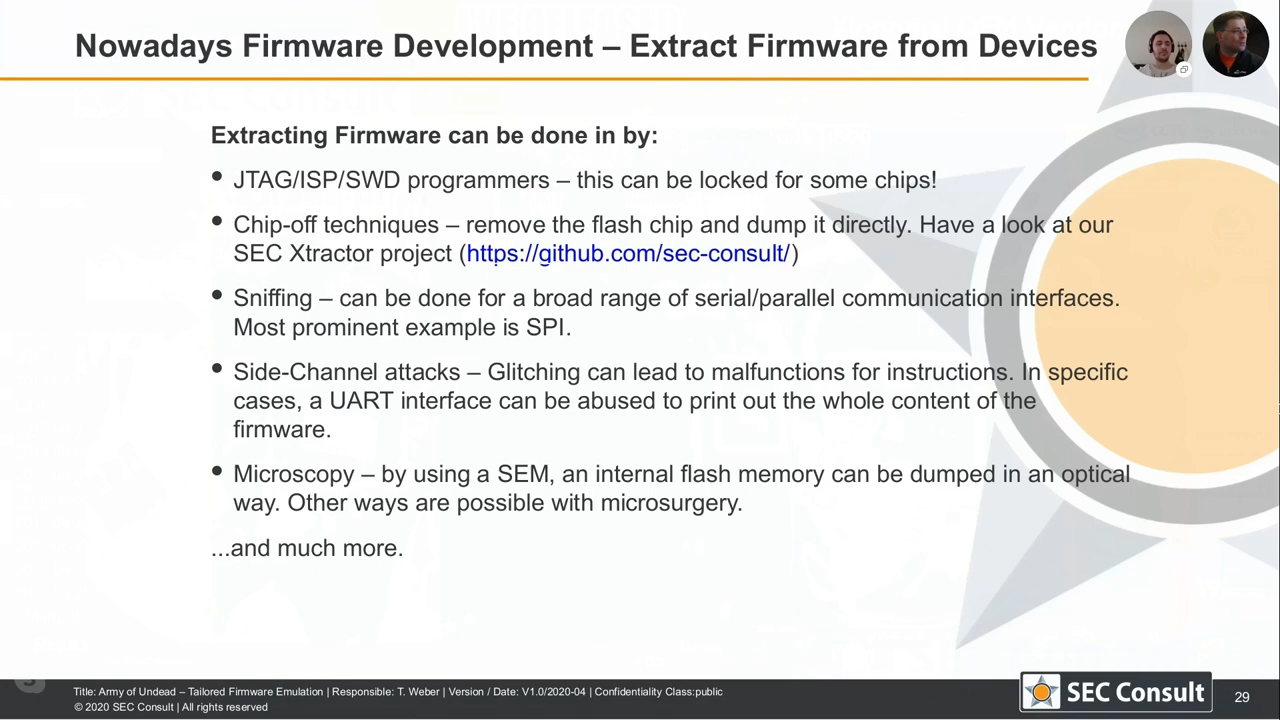 Nowadays Firmware Development – Extract Firmware from Devices
Extracting Firmware can be done in by:
• JTAG/ISP/SWD programmers – this can be locked for some chips!
• Chip-off techniques – remove the flash chip and dump it directly. Have a look at our
SEC Xtractor project (https://github.com/sec-consult/)
• Sniffing – can be done for a broad range of serial/parallel communication interfaces.
Most prominent example is SPI.
• Side-Channel attacks – Glitching can lead to malfunctions for instructions. In specific
cases, a UART interface can be abused to print out the whole content of the
firmware.
• Microscopy – by using a SEM, an internal flash memory can be dumped in an optical
way. Other ways are possible with microsurgery.
...and much more.
Title: Army of Undead – Tailored Firmware Emulation | Responsible: T. Weber | Version / Date: V1.0/2020-04 | Confidentiality Class:public
© 2020 SEC Consult | All rights reserved
SEC Consult
29